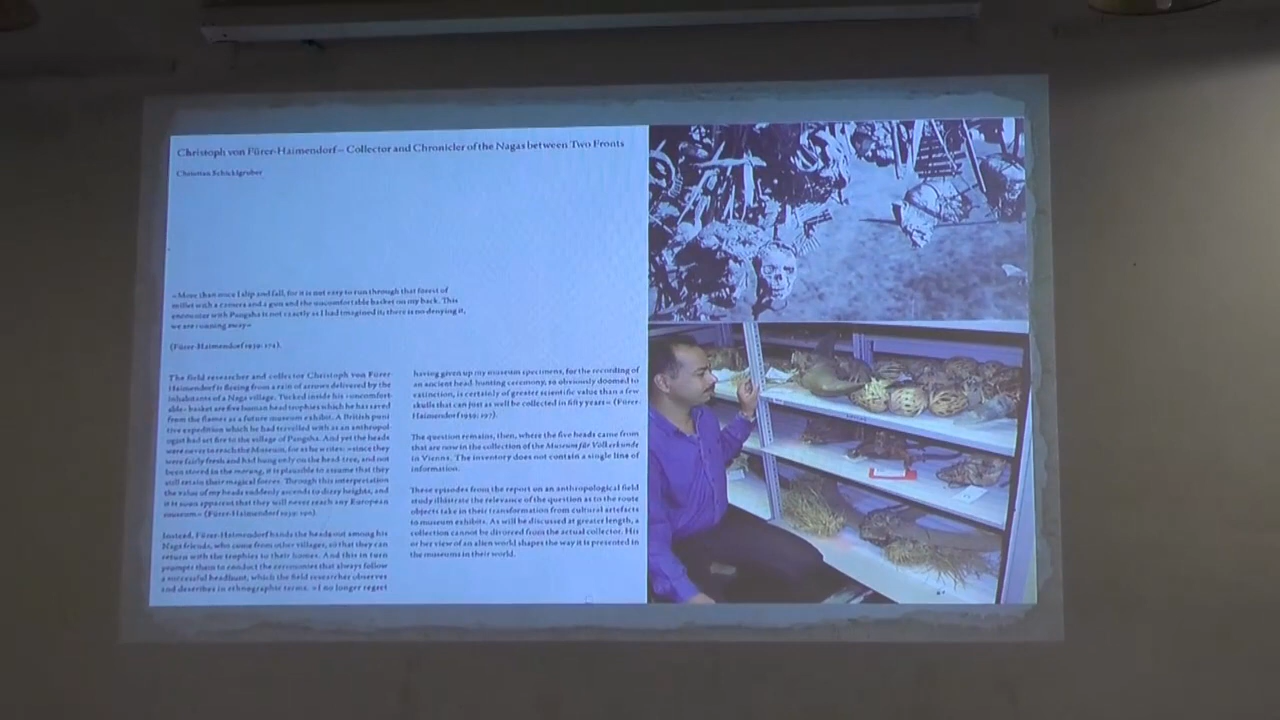 Christoph von Fürer-Haimendorf – Collector and Chronicler of the Nagas between Two Fronts
Christian Schicklgruber
»More than once I slip and fall, for it is not easy to run through that forest of
millet with a camera and a gun and the uncomfortable basket on my back. This
encounter with Pangsha is not exactly as I had imagined it; there is no denying it,
we are running away«
(Fürer-Haimendorf 1939: 174).
The field researcher and collector Christoph von Fürer-
Haimendorf is fleeing from a rain of arrows delivered by the
inhabitants of a Naga village. Tucked inside his »uncomfort-
able« basket are five human head trophies which he has saved
from the flames as a future museum exhibit. A British puni-
tive expedition which he had travelled with as an anthropol-
ogist had set fire to the village of Pangsha. And yet the heads
were never to reach the Museum, for as he writes: »since they
were fairly fresh and had hung only on the head tree, and not
been stored in the morung, it is plausible to assume that they
still retain their magical forces. Through this interpretation
the value of my heads suddenly ascends to dizzy heights, and
it is soon apparent that they will never reach any European
museum« (Fürer-Haimendorf 1939: 190).
Instead, Fürer-Haimendorf hands the heads out among his
Naga friends, who come from other villages, so that they can
return with the trophies to their homes. And this in turn
prompts them to conduct the ceremonies that always follow
a successful headhunt, which the field researcher observes
and describes in ethnographic terms. »I no longer regret
having given up my museum specimens, for the recording of
an ancient head-hunting ceremony, so obviously doomed to
extinction, is certainly of greater scientific value than a few
skulls that can just as well be collected in fifty years« (Fürer-
Haimendorf 1939: 197).
The question remains, then, where the five heads came from
that are now in the collection of the Museum für Völkerkunde
in Vienna. The inventory does not contain a single line of
information.
These episodes from the report on an anthropological field
study illustrate the relevance of the question as to the route
objects take in their transformation from cultural artefacts
to museum exhibits. As will be discussed at greater length, a
collection cannot be divorced from the actual collector. His
or her view of an alien world shapes the way it is presented in
the museums in their world.